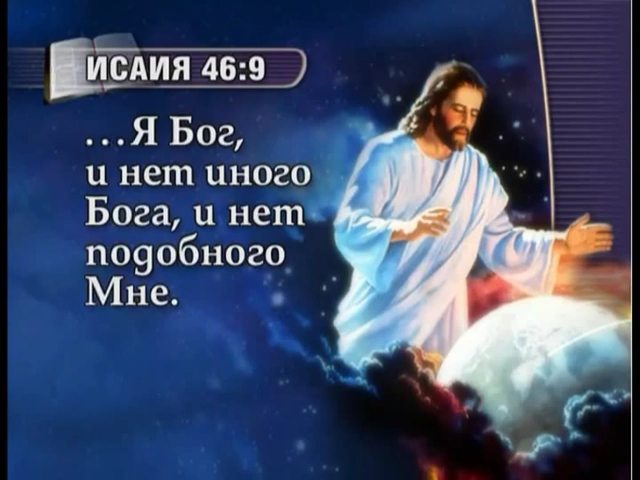 ИСАИЯ 46:9
...Я Бог,
и нет иного
Бога, и нет
подобного
Мне.